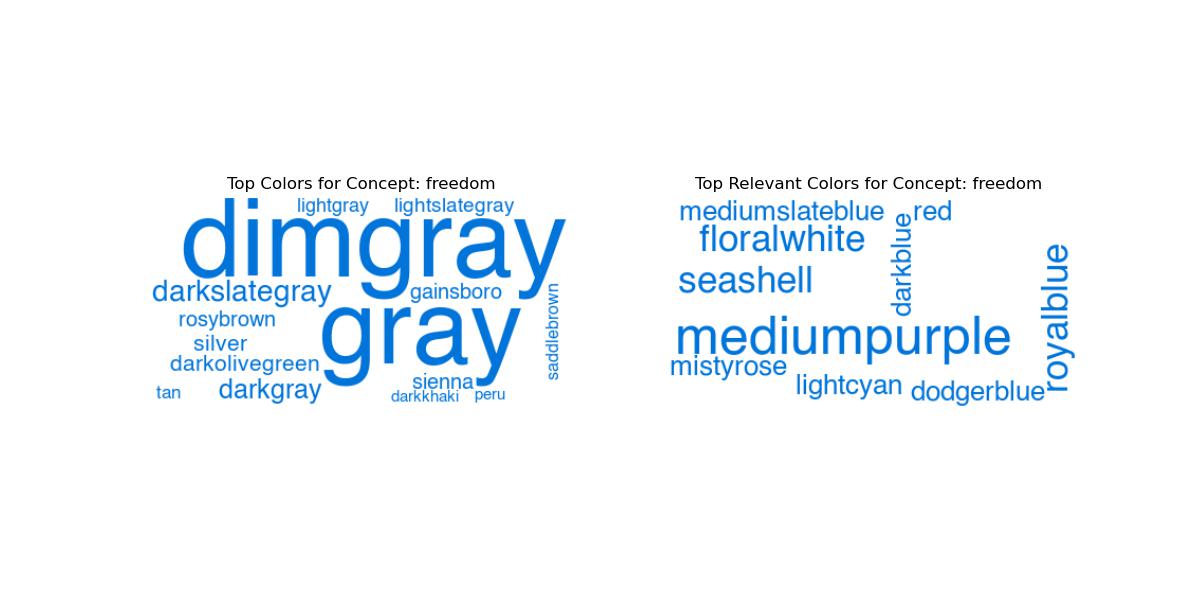 Top Colors for Concept: freedom
lightgray lightslategray
dimgray
darkslategray gainsboro
rosybrown
gray
saddlebrown
silver
darkolivegreen
sienna
tan darkgray
darkkhaki peru
Top Relevant Colors for Concept: freedom
mediumslateblue red
floralwhite
darkblue
seashell
royalblue
mediumpurple
mistyrose
lightcyan dodgerblue